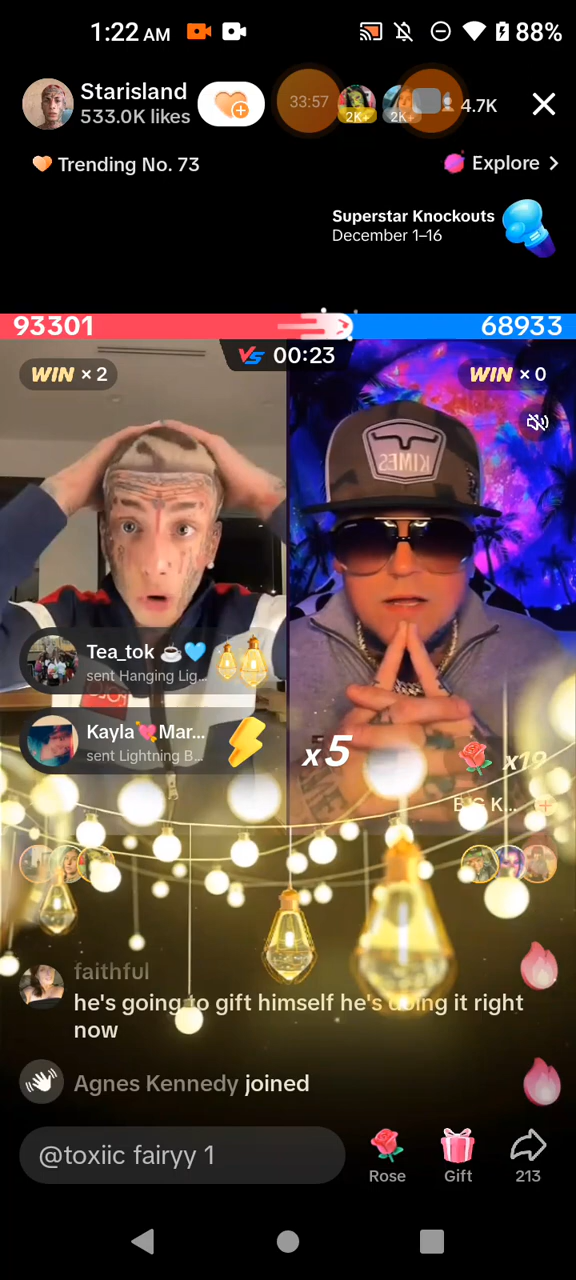 1:22 AM
88%
Starisland
533.0K likes
33:57
2K+
2K+
4.7K
Trending No. 73
Explore >
Superstar Knockouts
December 1–16
93301
68933
VS 00:23
WIN × 2
WIN × 0
KIMES
Tea_tok ☕💙
sent Hanging Lig...
Kayla💘Mar...
sent Lightning B...
x5
x19
faithful
he's going to gift himself he's doing it right
now
Agnes Kennedy joined
@toxiic fairyy 1
Rose
Gift
213